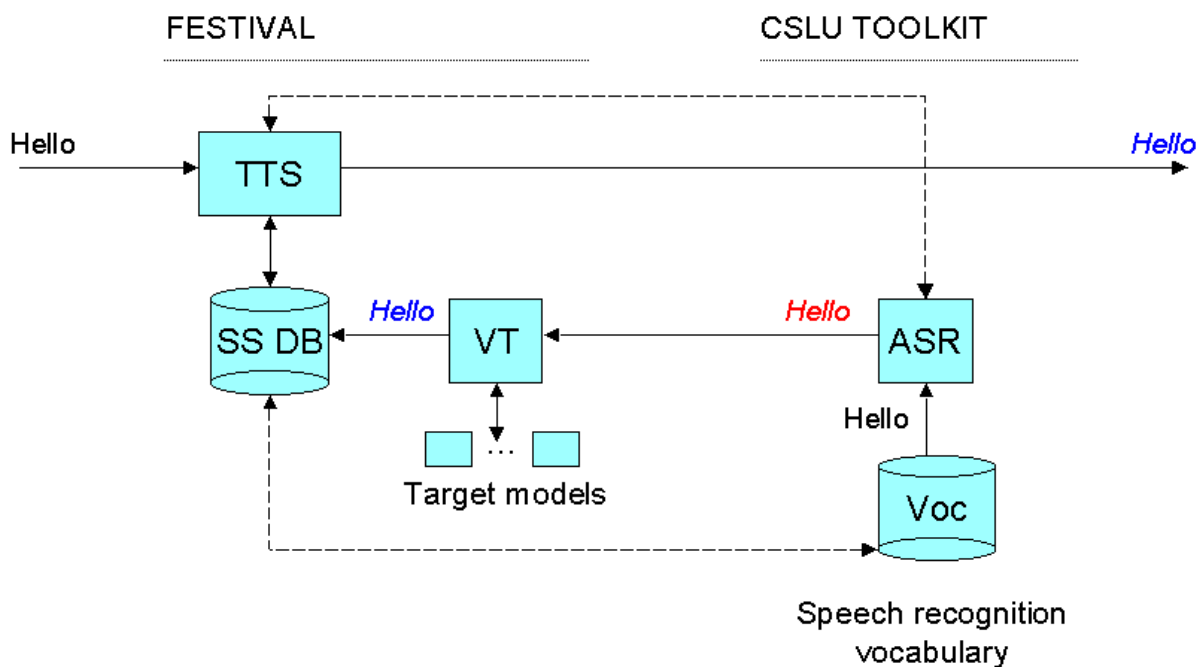 FESTIVAL
CSLU TOOLKIT
Hello
TTS
Hello
SS DB
Hello
VT
Hello
ASR
Hello
...
Target models
Voc
Speech recognition
vocabulary